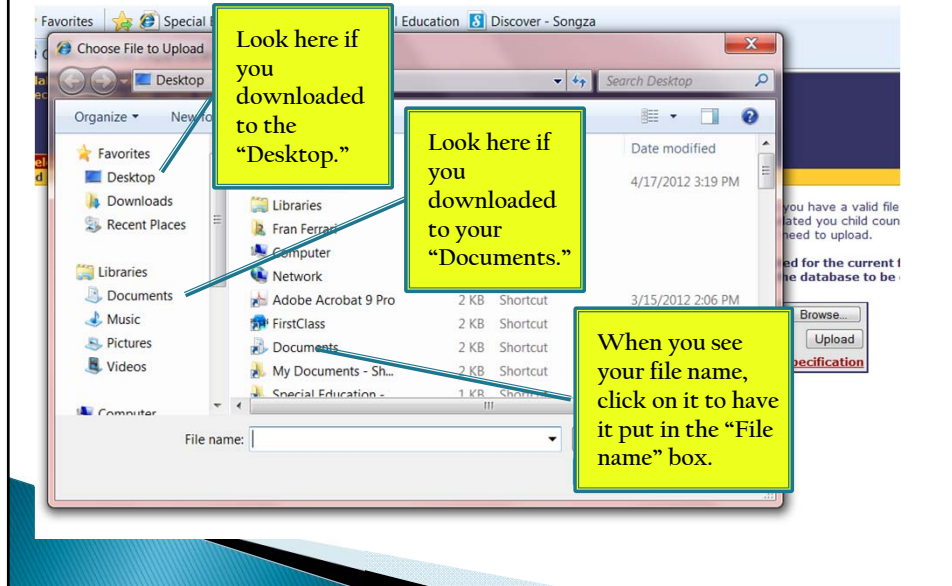 Favorites Special Education Discover - Songza
Choose File to Upload
Look here if
you
downloaded
to the
“Desktop.”
Desktop
Search Desktop
Organize
Look here if
you
downloaded
to your
“Documents.”
Favorites
Desktop
Downloads
Recent Places
Libraries
Documents
Music
Pictures
Videos
Computer
Date modified
4/17/2012 3:19 PM
Libraries
Fran Ferrari
Computer
Network
Adobe Acrobat 9 Pro 2 KB Shortcut 3/15/2012 2:06 PM
FirstClass 2 KB Shortcut
Documents 2 KB Shortcut
My Documents - Sh... 2 KB Shortcut
Special Education - 1 KB Shortcut
When you see
your file name,
click on it to have
it put in the “File
name” box.
File name:
you have a valid file
you child coun
need to upload.
for the current
database to be
Browse...
Upload